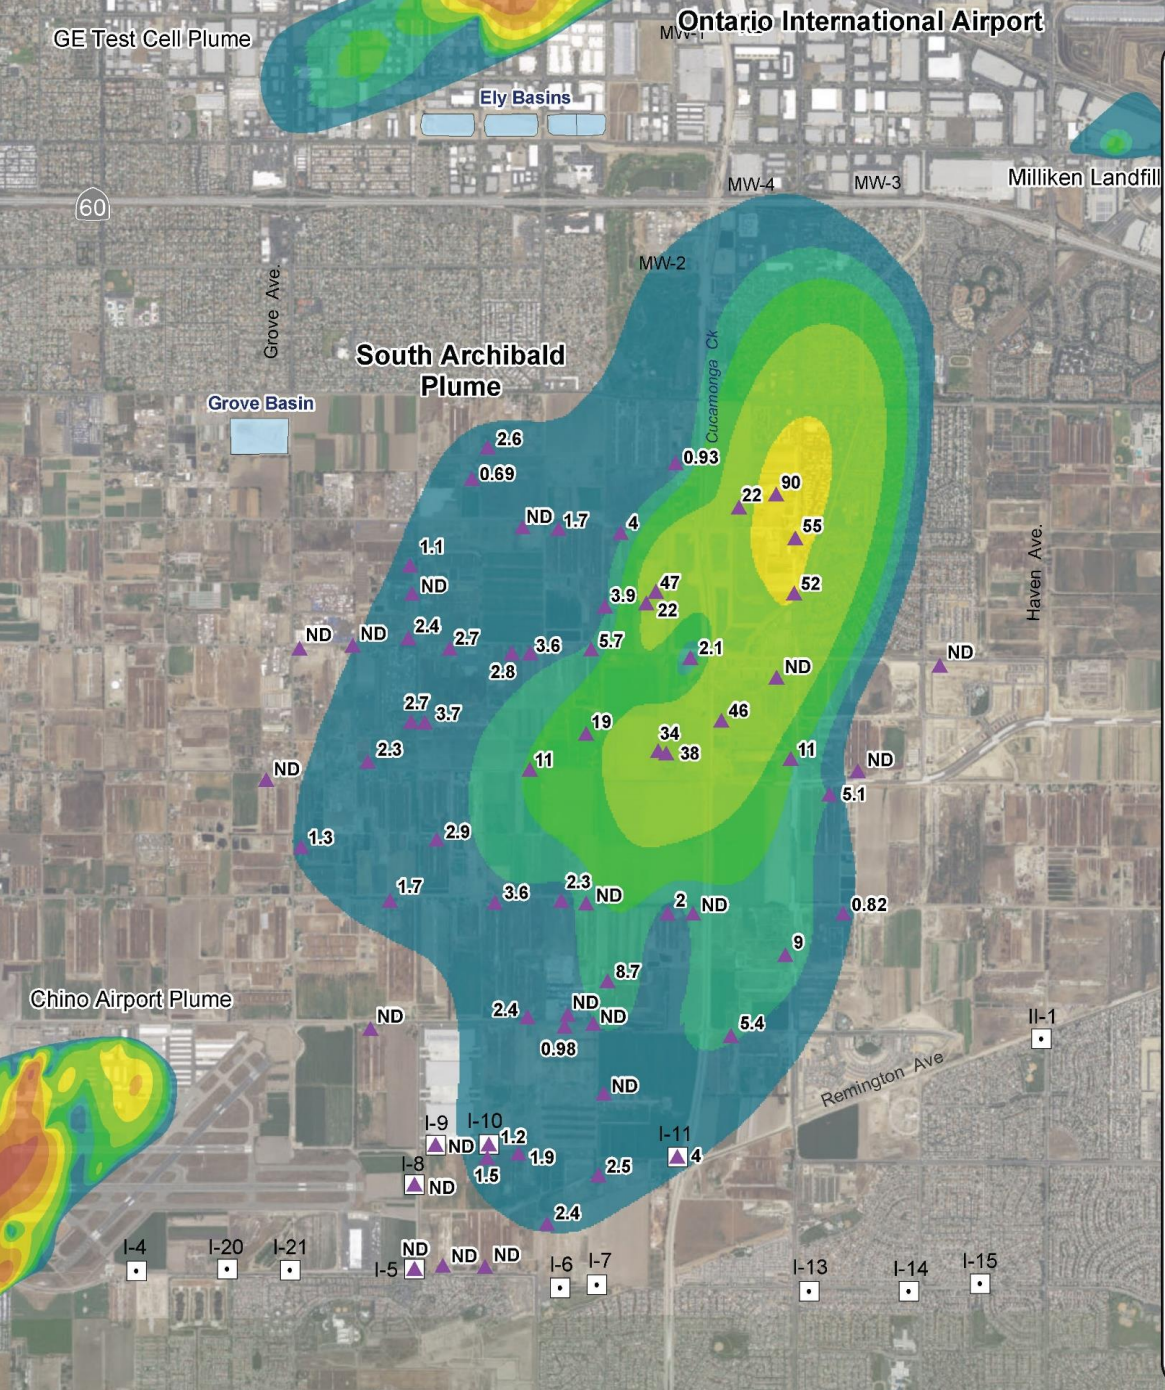 Ontario International Airport
GE Test Cell Plume
Ely Basins
Milliken Landfill
MW-4
MW-3
60
MW-2
Grove Ave.
Cucamonga Ck
South Archibald
Plume
Grove Basin
2.6
0.93
0.69
90
22
ND
1.7
4
55
Haven Ave.
1.1
ND
47
52
3.9
22
ND
ND
2.4
2.7
3.6
5.7
2.1
ND
2.8
ND
2.7
3.7
46
19
34
38
2.3
11
11
ND
ND
5.1
1.3
2.9
1.7
3.6
2.3
ND
2
ND
0.82
9
8.7
Chino Airport Plume
2.4
ND
ND
ND
5.4
II-1
0.98
Remington Ave
ND
I-9
ND
I-10
1.2
I-11
4
1.9
1.5
I-8
ND
2.5
2.4
I-4
I-20
I-21
ND
I-5
ND
ND
I-6
I-7
I-13
I-14
I-15